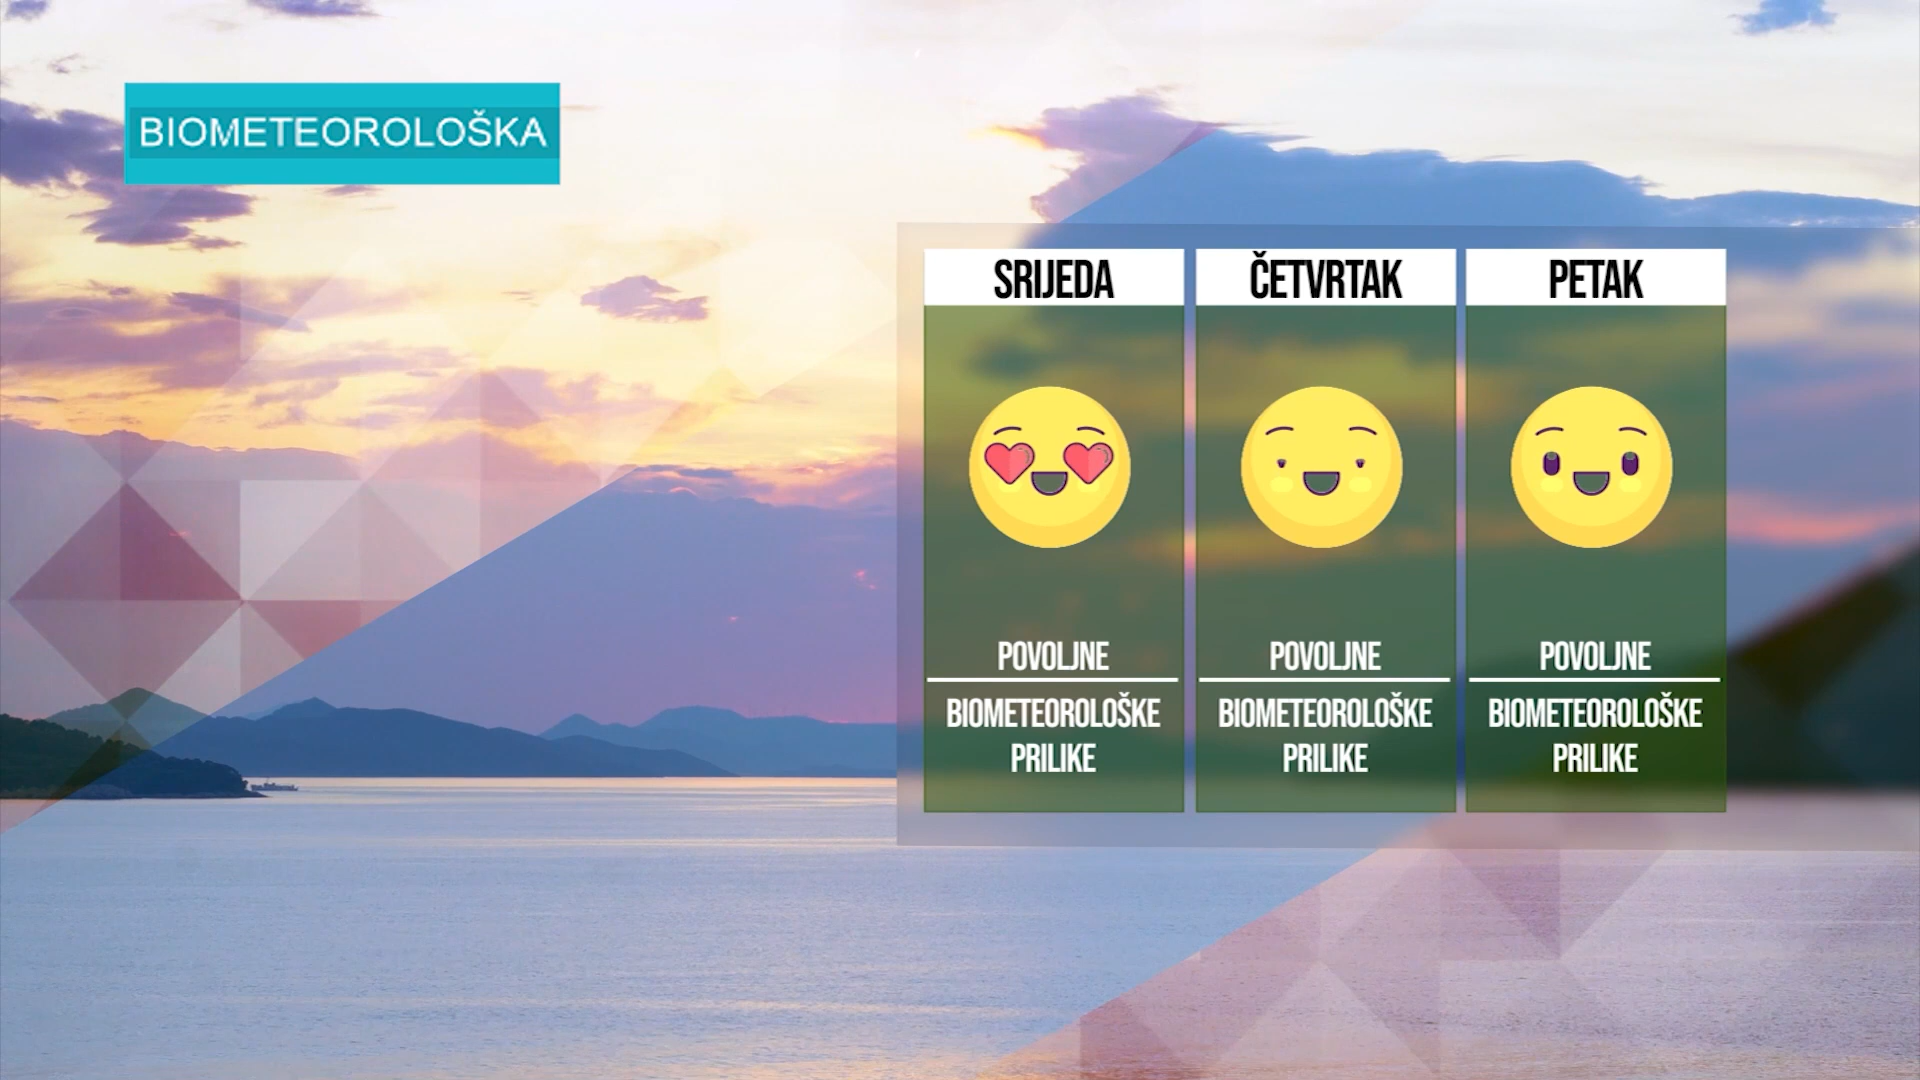 BIOMETEOROLOŠKA
SRIJEDA
POVOLJNE
BIOMETEOROLOŠKE
PRILIKE
ČETVRTAK
POVOLJNE
BIOMETEOROLOŠKE
PRILIKE
PETAK
POVOLJNE
BIOMETEOROLOŠKE
PRILIKE